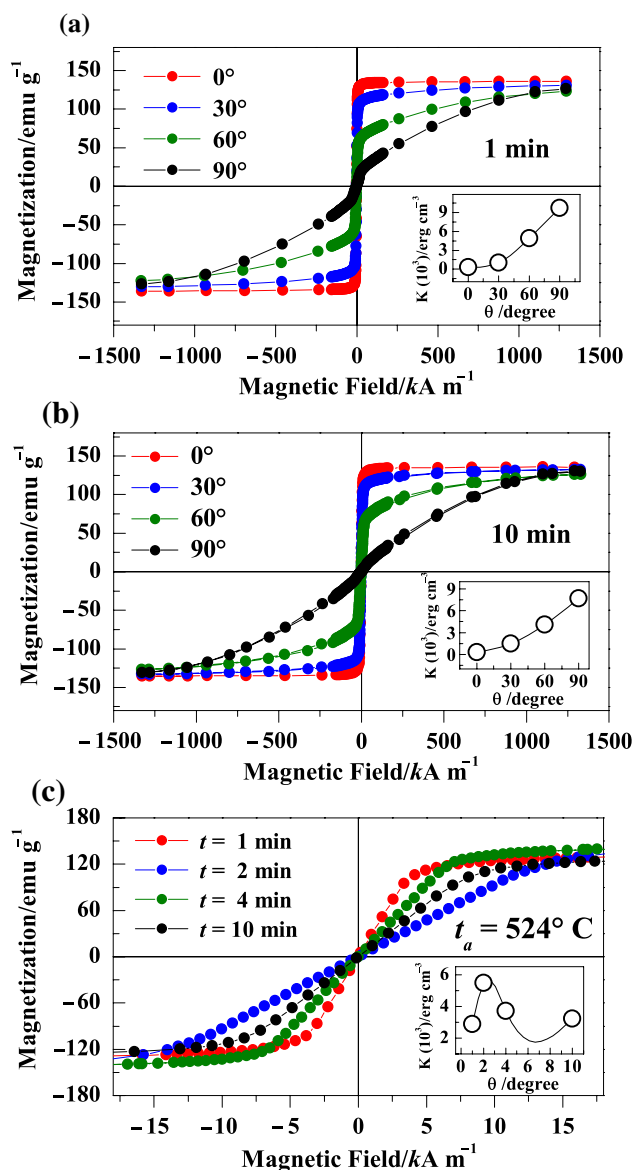 (a)
150
100
50
0
−50
−100
−150
Magnetization/emu g⁻¹
0°
30°
60°
90°
1 min
K (10³)/erg cm⁻³
9
6
3
0
0 30 60 90
θ /degree
−1500 −1000 −500 0 500 1000 1500
Magnetic Field/kA m⁻¹
(b)
150
100
50
0
−50
−100
−150
Magnetization/emu g⁻¹
0°
30°
60°
90°
10 min
K (10³)/erg cm⁻³
9
6
3
0
0 30 60 90
θ /degree
−1500 −1000 −500 0 500 1000 1500
Magnetic Field/kA m⁻¹
(c)
180
120
60
0
−60
−120
−180
Magnetization/emu g⁻¹
t = 1 min
t = 2 min
t = 4 min
t = 10 min
tₐ = 524° C
K (10³)/erg cm⁻³
6
4
2
0 2 4 6 8 10
θ /degree
−15 −10 −5 0 5 10 15
Magnetic Field/kA m⁻¹